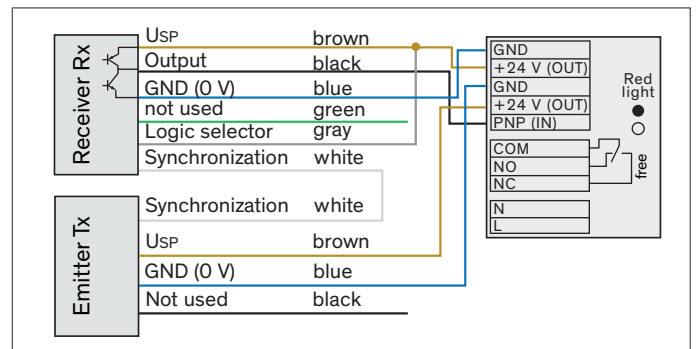 Receiver Rx
USP brown
Output black
GND (0 V) blue
not used green
Logic selector gray
Synchronization white
Emitter Tx
Synchronization white
USP brown
GND (0 V) blue
Not used black
GND
+24 V (OUT)
GND
+24 V (OUT)
PNP (IN)
COM
NO
NC
N
L
Red
light
free